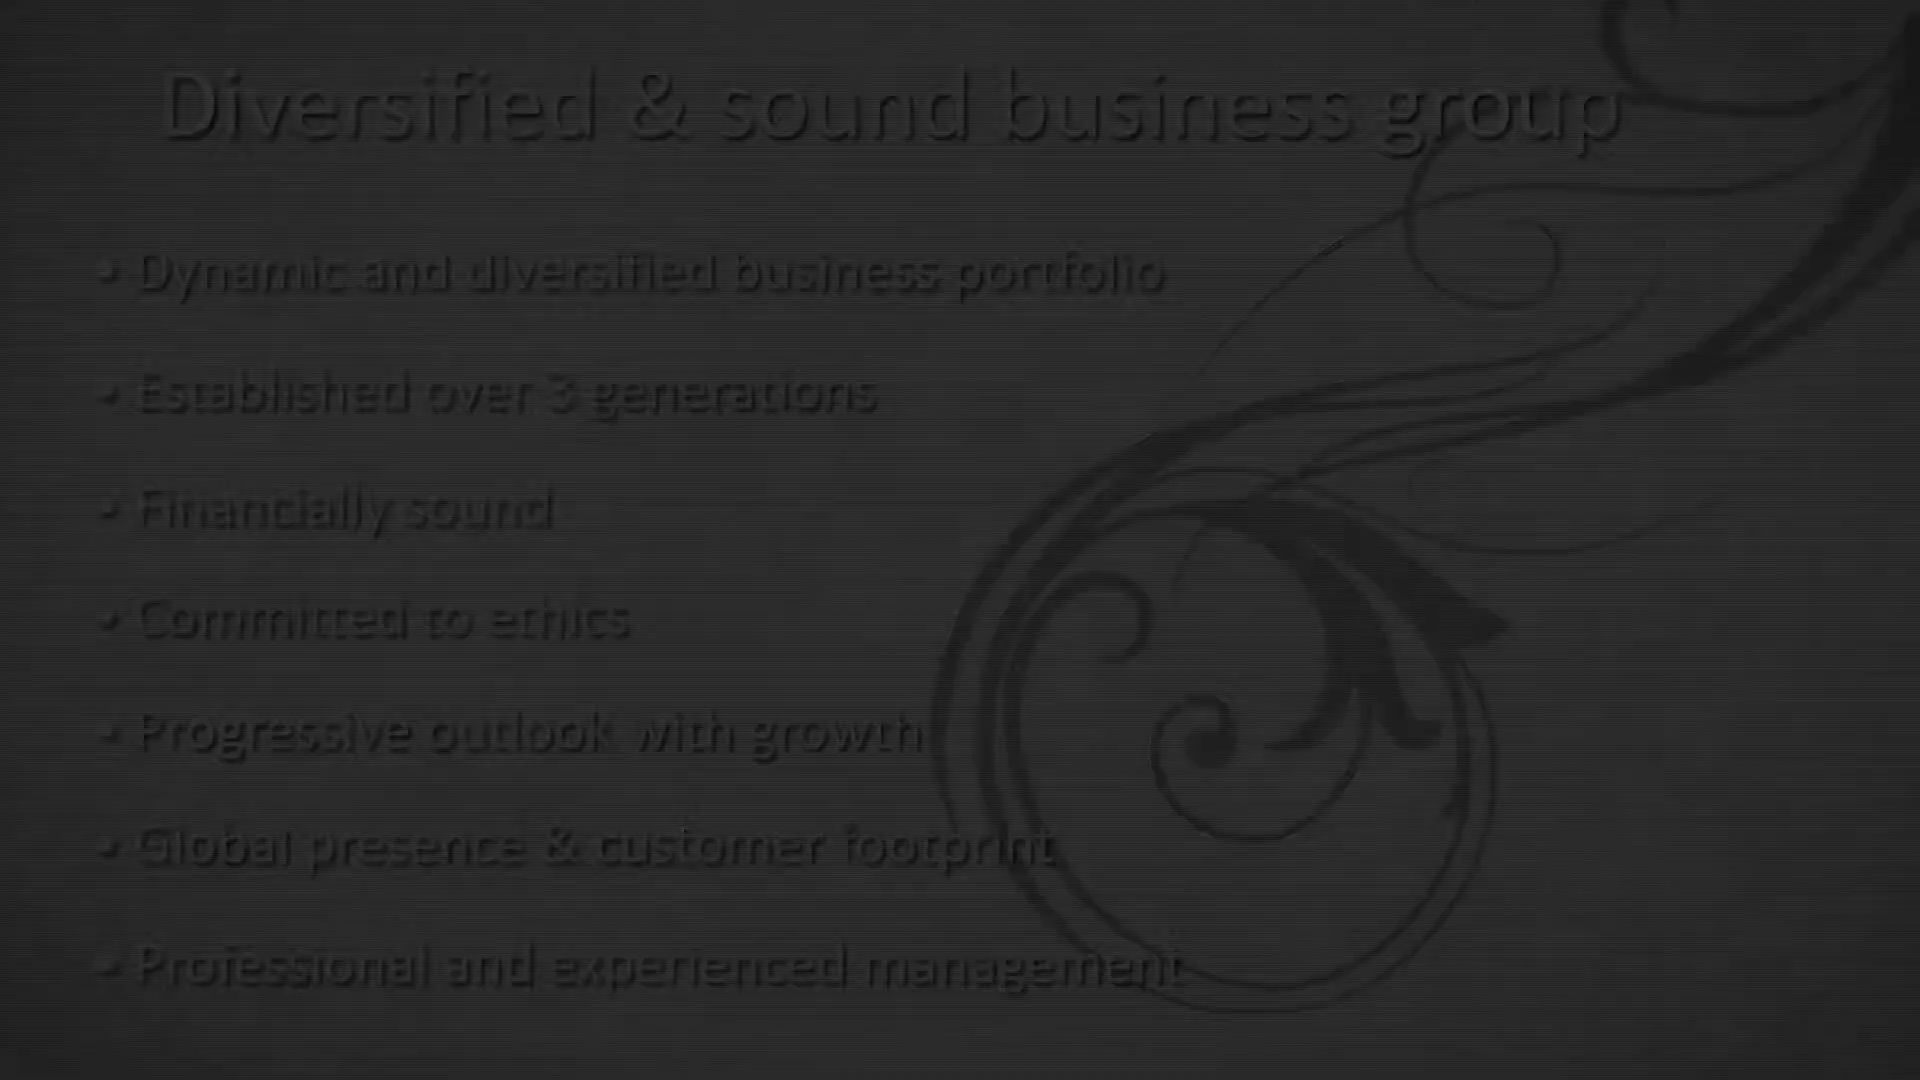 Diversified & sound business group
• Dynamic and diversified business portfolio
• Established over 3 generations
• Financially sound
• Committed to ethics
• Progressive outlook with growth
• Global presence & customer footprint
• Professional and experienced management